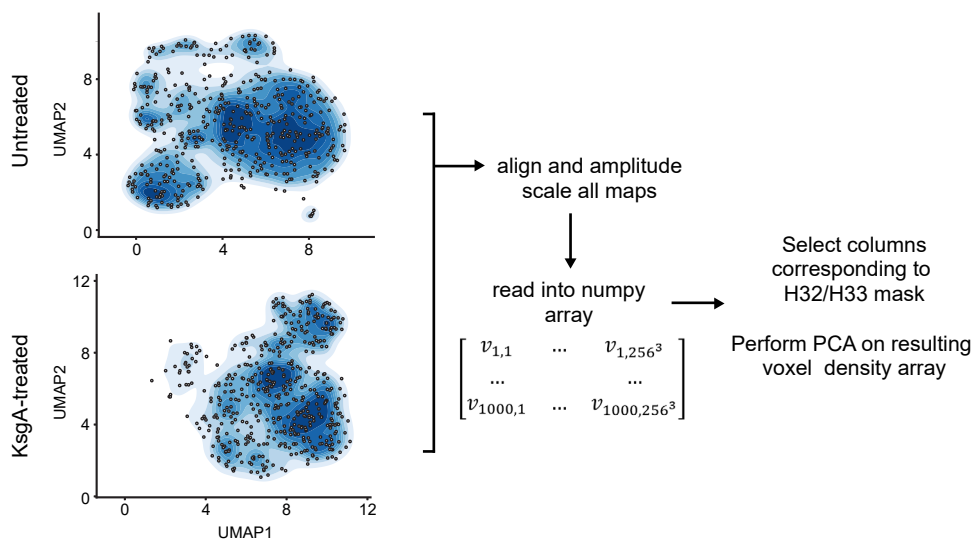 Untreated
UMAP2
8
4
0
0
4
8
KsgA-treated
UMAP2
12
8
4
0
0
4
8
12
UMAP1
align and amplitude
scale all maps
read into numpy
array
v1,1 ... v1,256³
... ...
v1000,1 ... v1000,256³
Select columns
corresponding to
H32/H33 mask
Perform PCA on resulting
voxel density array